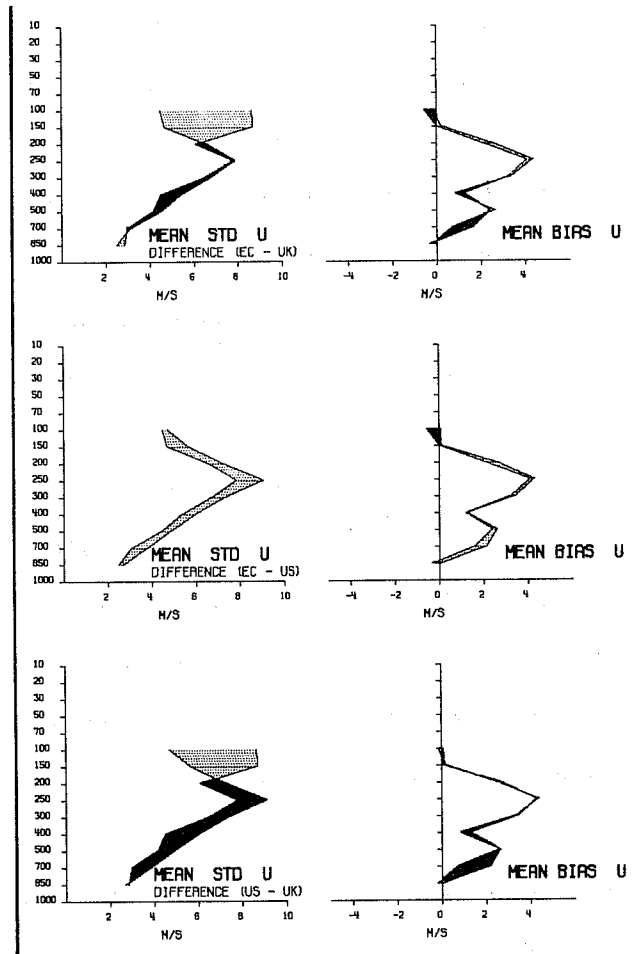 10
20
30
50
70
100
150
200
250
300
400
500
700
850
1000
MEAN STD U
DIFFERENCE (EC - UK)
2 4 6 8 10
M/S
MEAN BIAS U
-4 -2 0 2 4
M/S
10
20
30
50
70
100
150
200
250
300
400
500
700
850
1000
MEAN STD U
DIFFERENCE (EC - US)
2 4 6 8 10
M/S
MEAN BIAS U
-4 -2 0 2 4
M/S
10
20
30
50
70
100
150
200
250
300
400
500
700
850
1000
MEAN STD U
DIFFERENCE (US - UK)
2 4 6 8 10
M/S
MEAN BIAS U
-4 -2 0 2 4
M/S